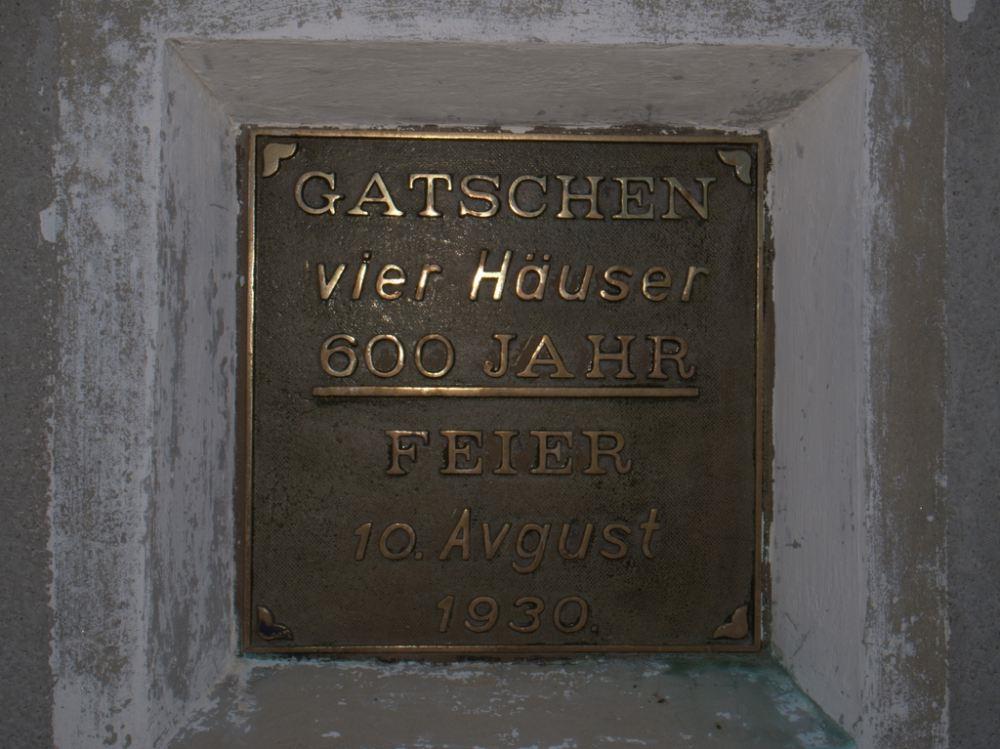 GATSCHEN
vier Häuser
600 JAHR
FEIER
10. Avgust
1930.